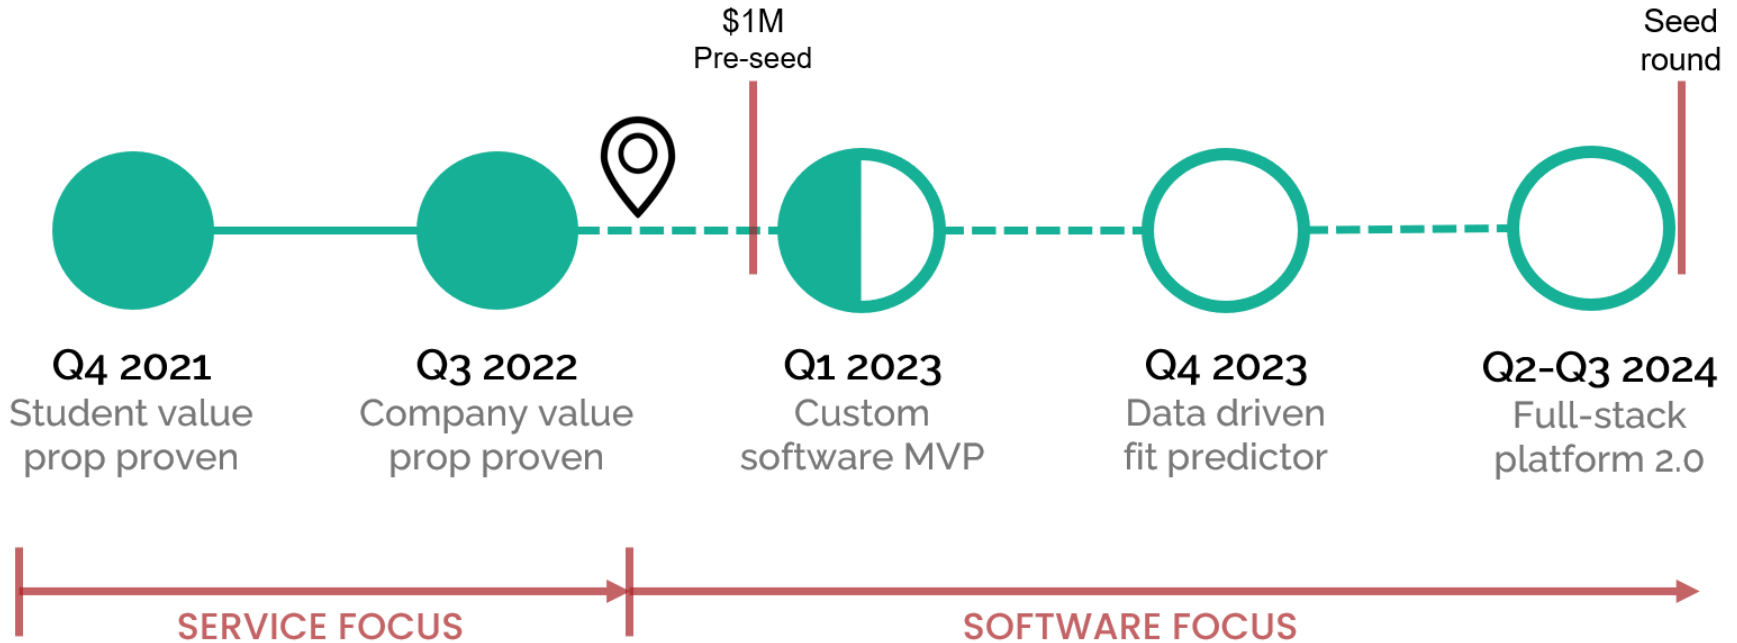 $1M
Pre-seed
Seed
round
Q4 2021
Student value
prop proven
Q3 2022
Company value
prop proven
Q1 2023
Custom
software MVP
Q4 2023
Data driven
fit predictor
Q2-Q3 2024
Full-stack
platform 2.0
SERVICE FOCUS
SOFTWARE FOCUS